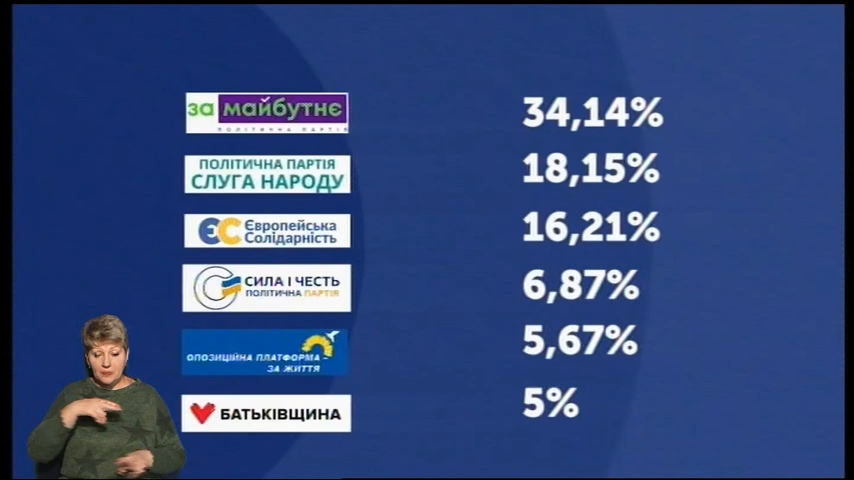 за майбутнє
ПОЛІТИЧНА ПАРТІЯ
34,14%
ПОЛІТИЧНА ПАРТІЯ
СЛУГА НАРОДУ
18,15%
ЄС Європейська
Солідарність
16,21%
СИЛА І ЧЕСТЬ
ПОЛІТИЧНА ПАРТІЯ
6,87%
ОПОЗИЦІЙНА ПЛАТФОРМА –
ЗА ЖИТТЯ
5,67%
БАТЬКІВЩИНА
5%